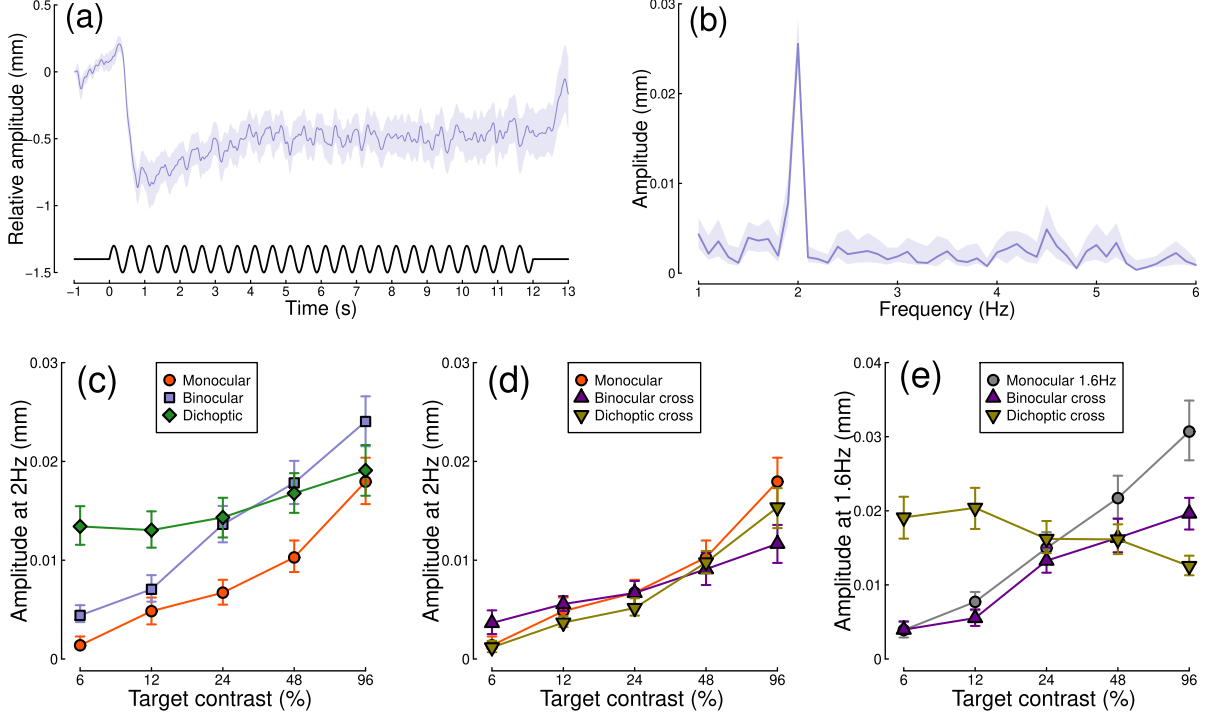 (a)
0.5
0
−0.5
−1
−1.5
Relative amplitude (mm)
−1 0 1 2 3 4 5 6 7 8 9 10 11 12 13
Time (s)
(b)
0.03
0.02
0.01
0
Amplitude (mm)
1 2 3 4 5 6
Frequency (Hz)
(c)
Monocular
Binocular
Dichoptic
0.03
0.02
0.01
0
Amplitude at 2Hz (mm)
6 12 24 48 96
Target contrast (%)
(d)
Monocular
Binocular cross
Dichoptic cross
0.03
0.02
0.01
0
Amplitude at 2Hz (mm)
6 12 24 48 96
Target contrast (%)
(e)
Monocular 1.6Hz
Binocular cross
Dichoptic cross
0.04
0.03
0.02
0.01
0
Amplitude at 1.6Hz (mm)
6 12 24 48 96
Target contrast (%)